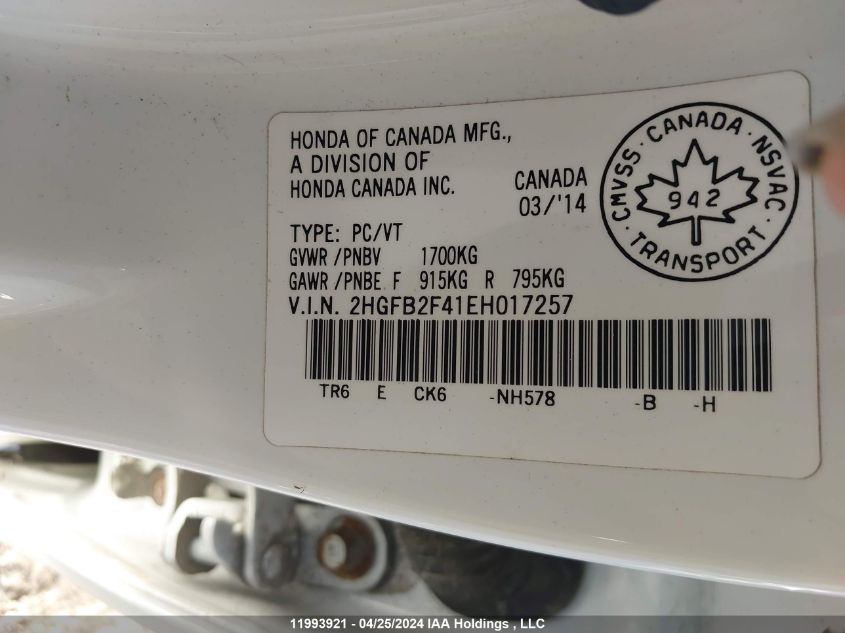 HONDA OF CANADA MFG.,
A DIVISION OF
HONDA CANADA INC.
CANADA
03/'14
CMVSS · CANADA · NSVAC · TRANSPORT ·
942
TYPE: PC/VT
GVWR /PNBV 1700KG
GAWR /PNBE F 915KG R 795KG
V.I.N. 2HGFB2F41EH017257
TR6 E CK6 -NH578 -B -H
11993921 - 04/25/2024 IAA Holdings , LLC